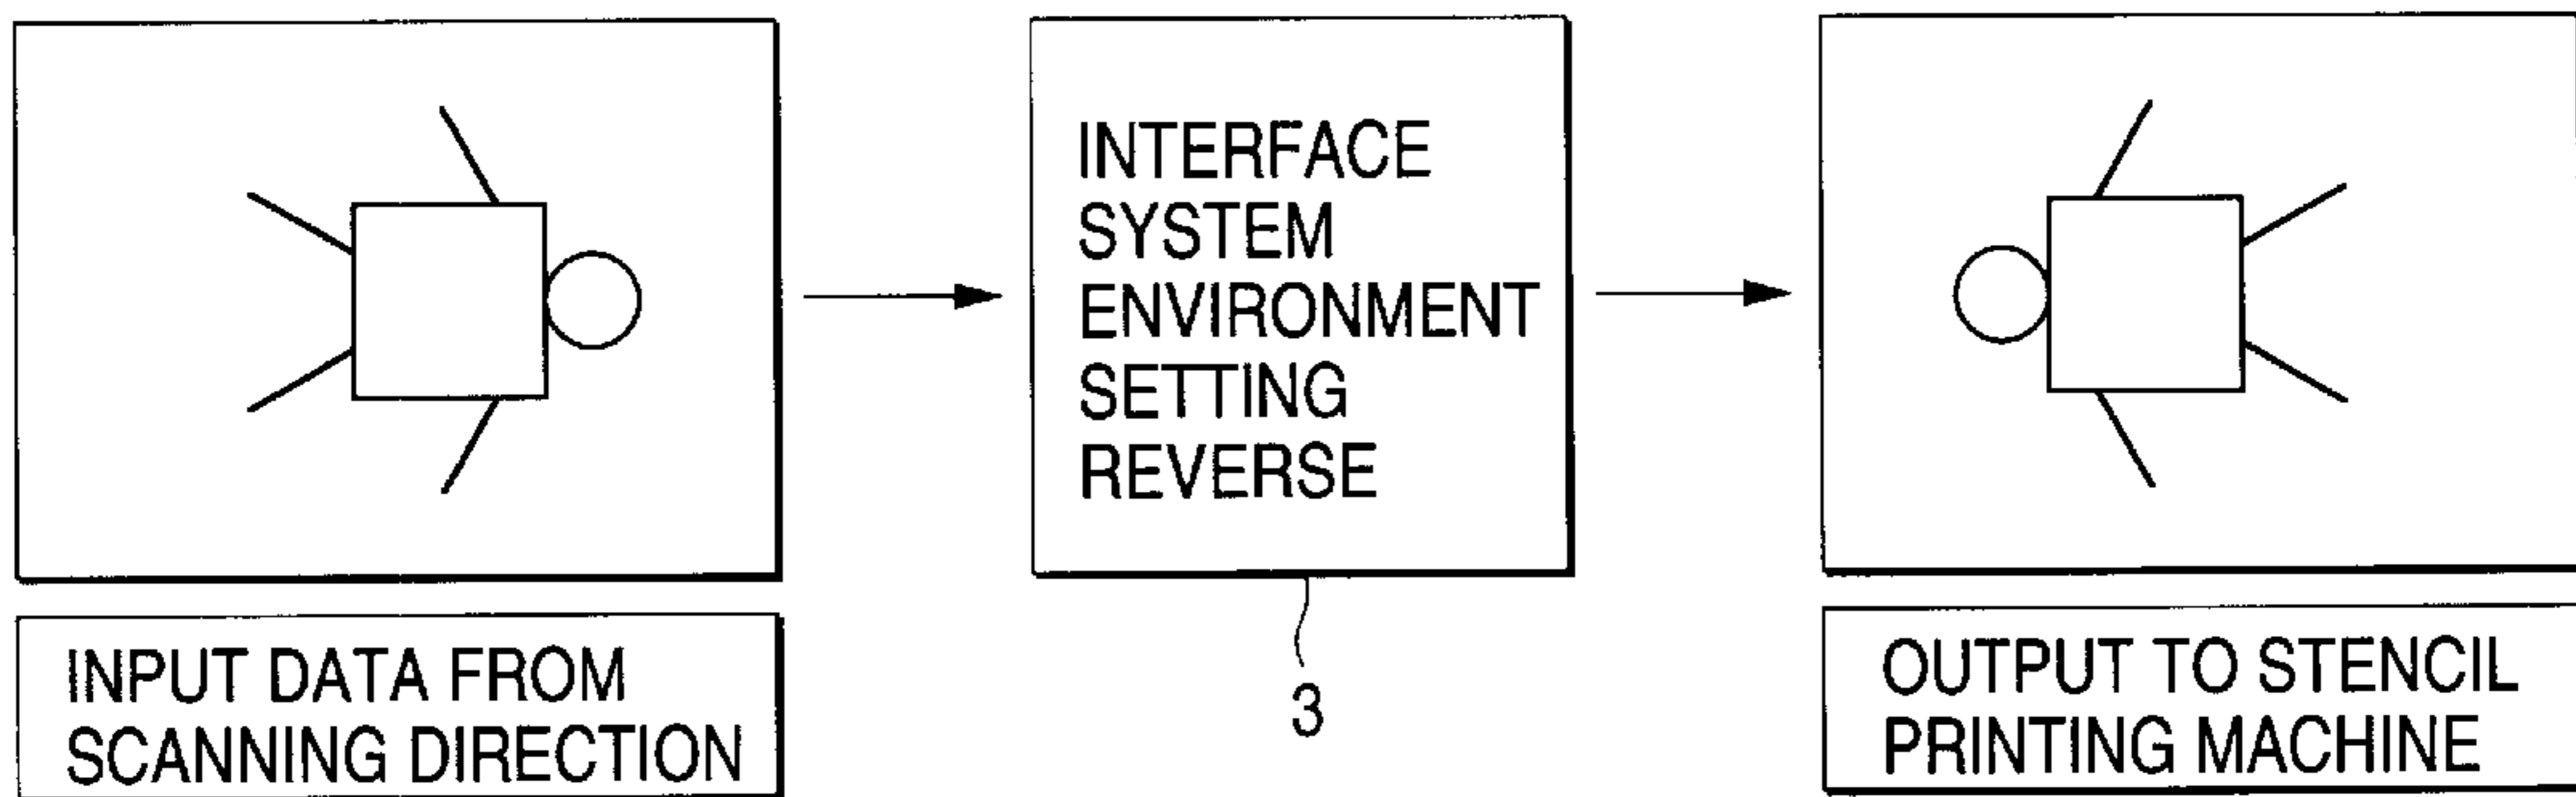 INTERFACE
SYSTEM
ENVIRONMENT
SETTING
REVERSE
3
INPUT DATA FROM
SCANNING DIRECTION
OUTPUT TO STENCIL
PRINTING MACHINE